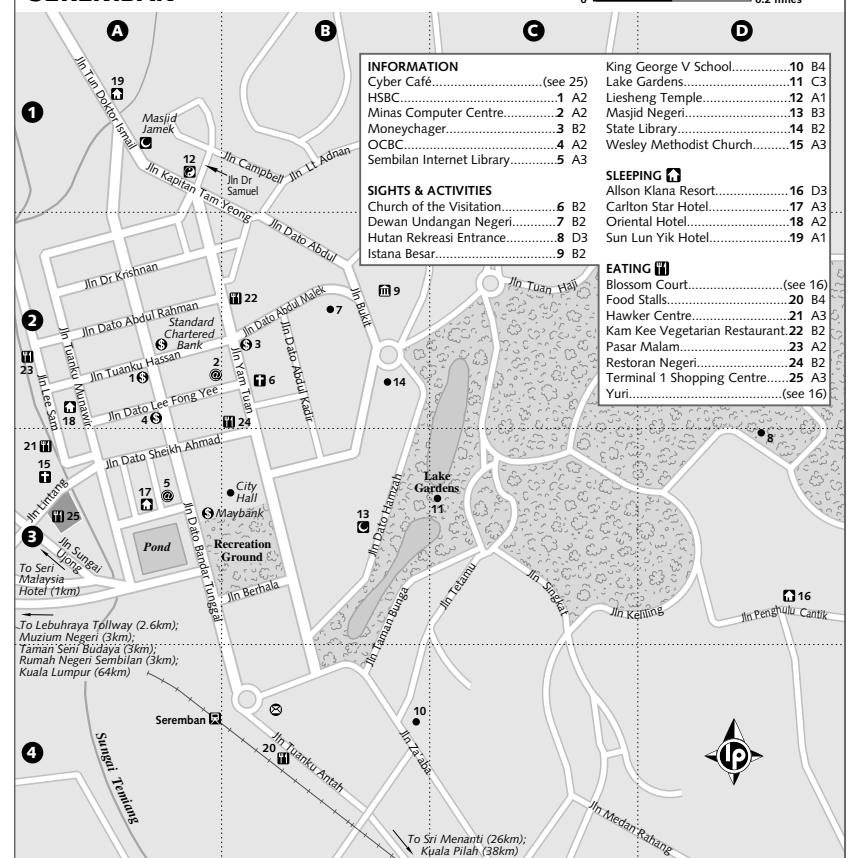 SEREMBAN
0 0.2 miles
A B C D
1
2
3
4
INFORMATION
Cyber Café.......................(see 25)
HSBC......................................1 A2
Minas Computer Centre............2 A2
Moneychager..........................3 B2
OCBC......................................4 A2
Sembilan Internet Library..........5 A3
SIGHTS & ACTIVITIES
Church of the Visitation.............6 B2
Dewan Undangan Negeri..........7 B2
Hutan Rekreasi Entrance...........8 D3
Istana Besar.............................9 B2
King George V School.............10 B4
Lake Gardens........................11 C3
Liesheng Temple....................12 A1
Masjid Negeri........................13 B3
State Library..........................14 B2
Wesley Methodist Church.......15 A3
SLEEPING
Allson Klana Resort.................16 D3
Carlton Star Hotel...................17 A3
Oriental Hotel........................18 A2
Sun Lun Yik Hotel...................19 A1
EATING
Blossom Court......................(see 16)
Food Stalls.............................20 B4
Hawker Centre.......................21 A3
Kam Kee Vegetarian Restaurant.22 B2
Pasar Malam..........................23 A2
Restoran Negeri.....................24 B2
Terminal 1 Shopping Centre.....25 A3
Yuri....................................(see 16)
19
Jln Tun Doktor Ismail
Masjid
Jamek
12
Jln Campbell
Jln Lt Adnan
Jln Dr
Samuel
Jln Kapitan Tam Yeong
Jln Dato Abdul
Jln Dr Krishnan
Jln Tuan Haji
22
Jln Dato Abdul Malek
9
Jln Bukit
7
Jln Dato Abdul Rahman
Standard
Chartered
Bank
$ 3
23
Jln Tuanku Munawir
Jln Tuanku Hassan
1 $
2
@
Jln Yam Tuan
6
Jln Dato Abdul Kadir
14
Jln Lee Sam
18
Jln Dato Lee Fong Yee
4 $
24
21
Jln Dato Sheikh Ahmad
8
15
Jln Lintang
17
5
@
City
Hall
$ Maybank
Lake
Gardens
11
13
Jln Dato Hamzah
25
Pond
Recreation
Ground
Jln Sungai
Ujong
Jln Dato Bandar Tunggal
Jln Berhala
Jln Taman Bunga
Jln Tetamu
Jln Singkat
Jln Keliling
16
Jln Penghulu Cantik
To Seri
Malaysia
Hotel (1km)
To Lebuhraya Tollway (2.6km);
Muzium Negeri (3km);
Taman Seni Budaya (3km);
Rumah Negeri Sembilan (3km);
Kuala Lumpur (64km)
Seremban
10
20
Jln Tuanku Antah
Jln Za'aba
Sungai Temiang
lp
Jln Medan Rahang
To Sri Menanti (26km);
Kuala Pilah (38km)